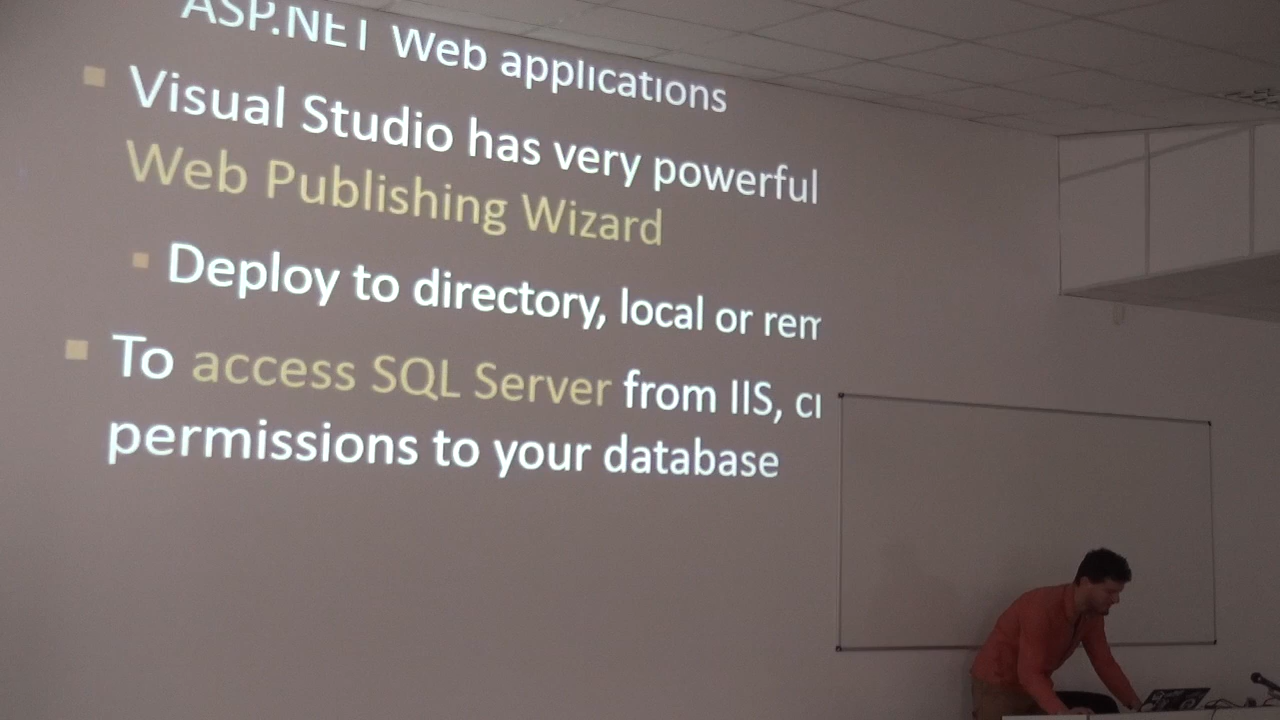 ASP.NET Web applications
Visual Studio has very powerful
Web Publishing Wizard
Deploy to directory, local or
To access SQL Server from IIS,
permissions to your database